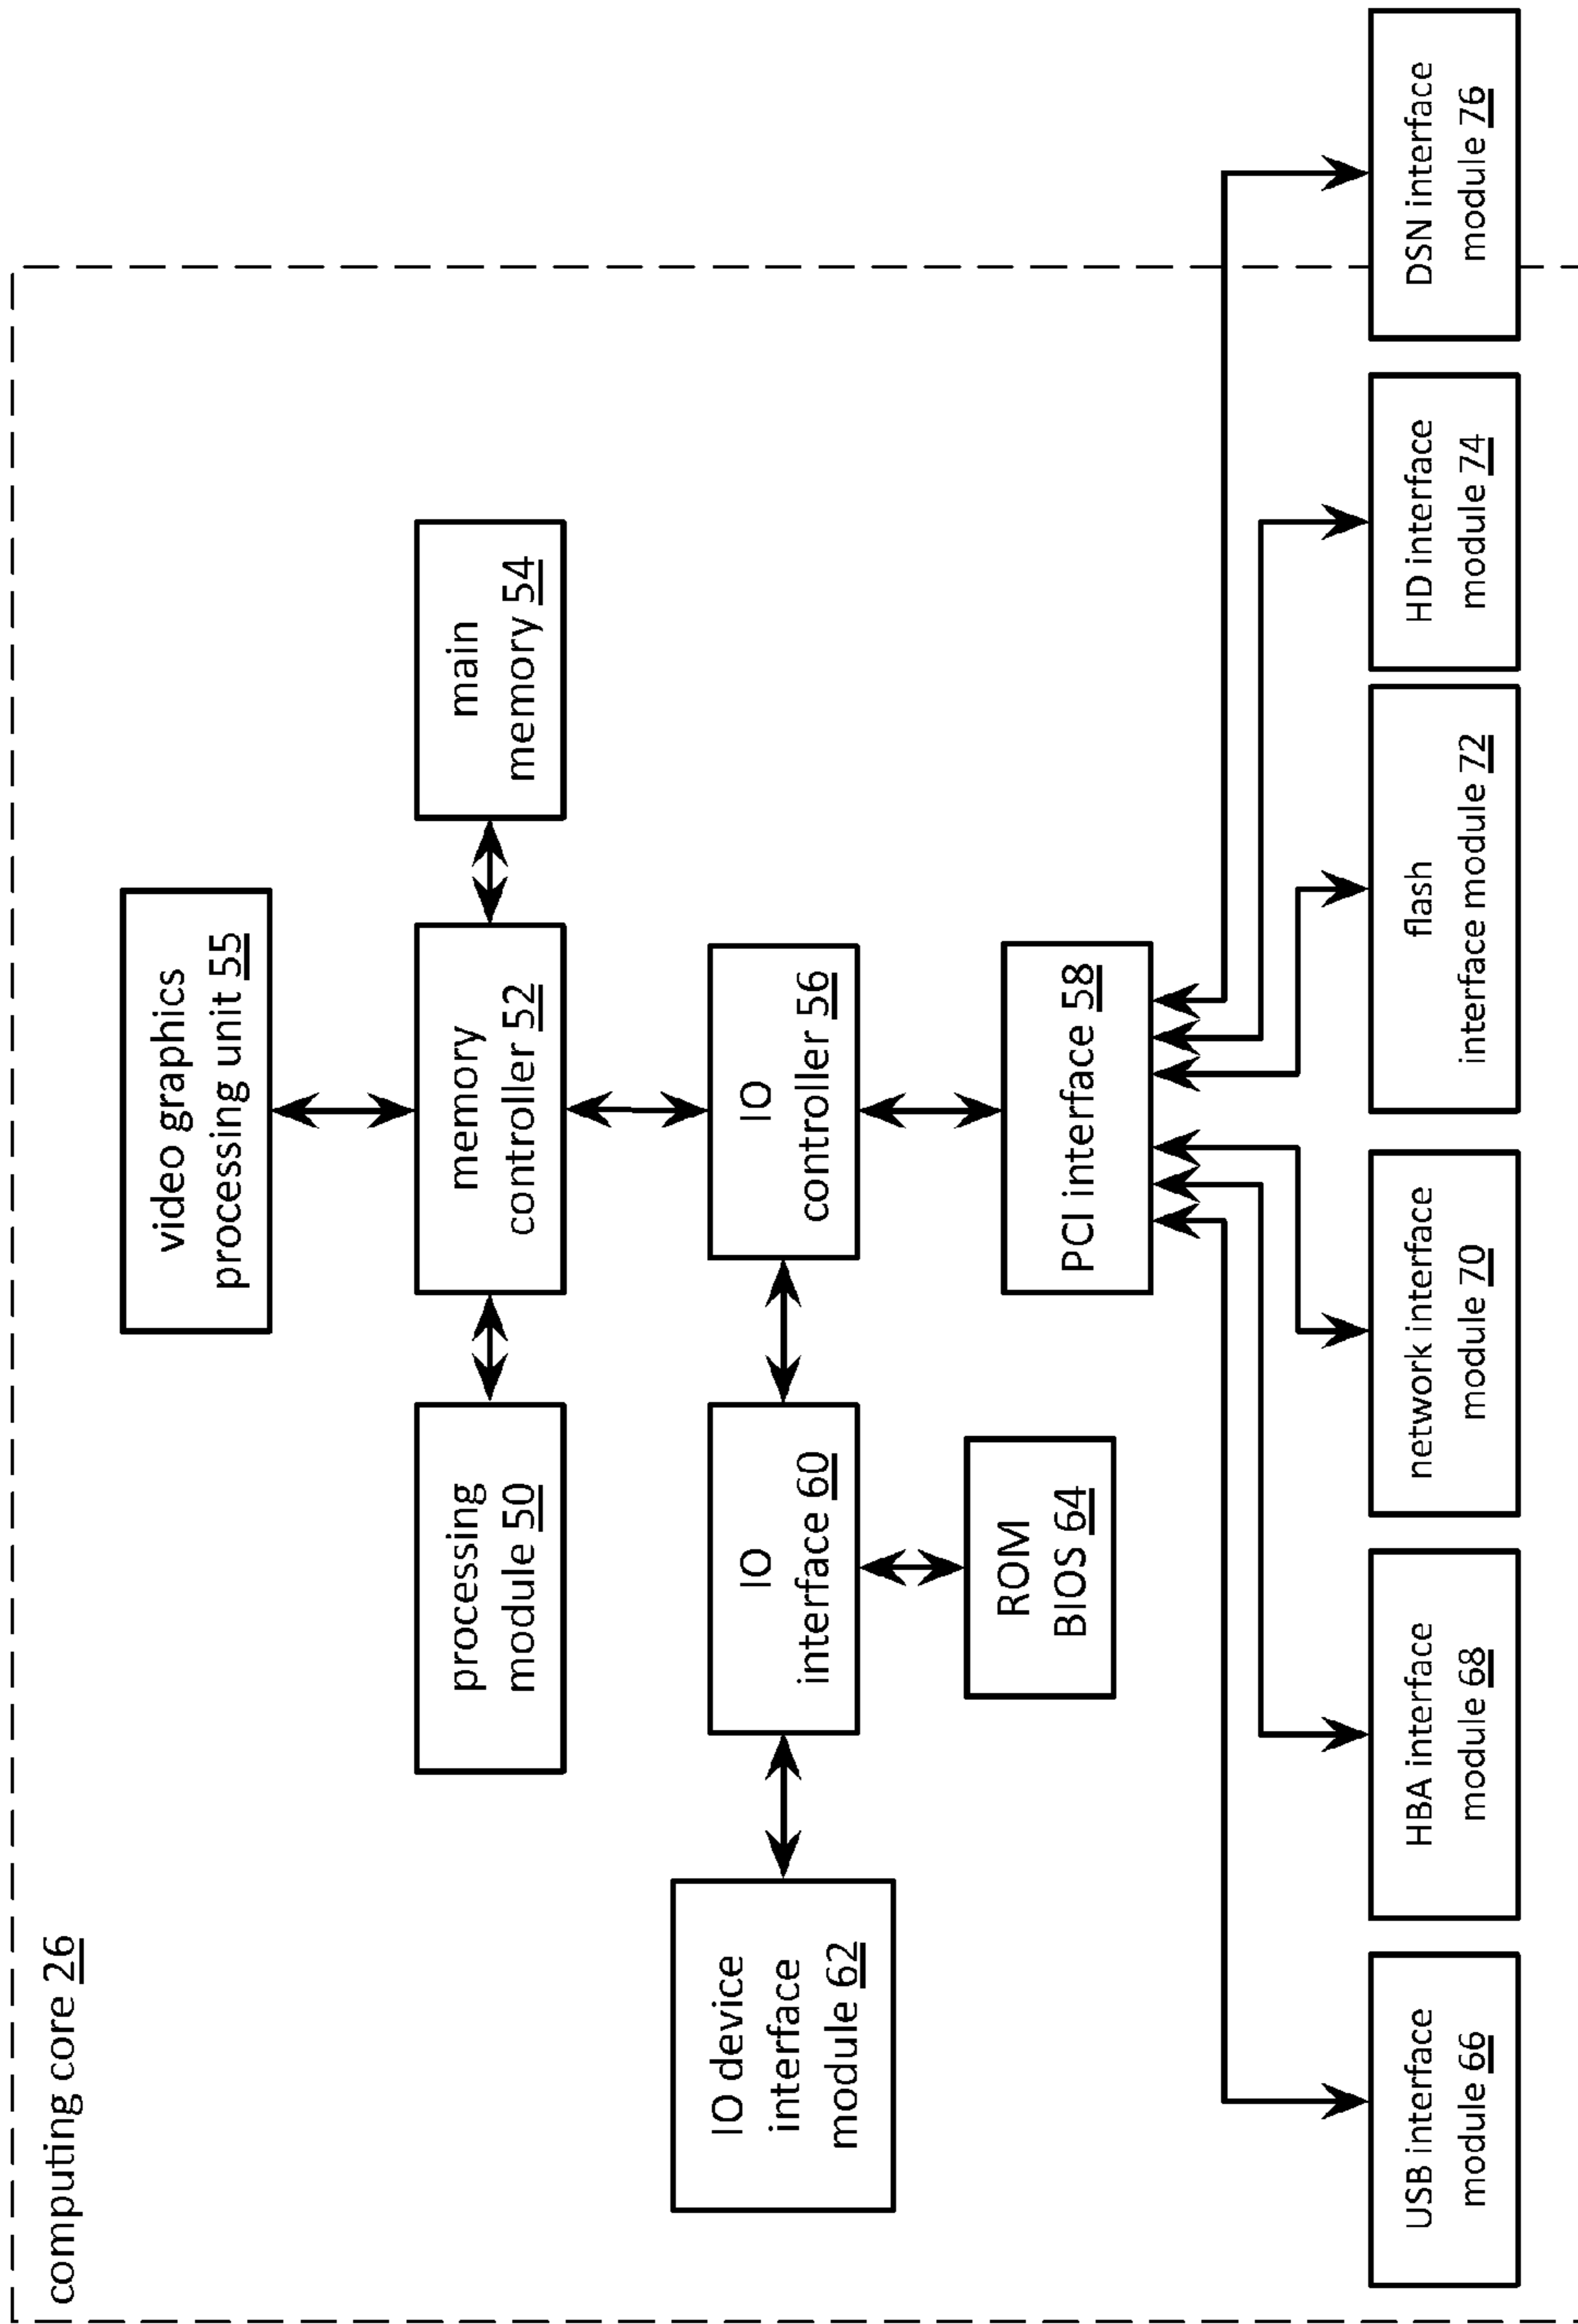 computing core 26
video graphics
processing unit 55
processing
module 50
memory
controller 52
main
memory 54
IO device
interface
module 62
IO
interface 60
IO
controller 56
ROM
BIOS 64
PCI interface 58
USB interface
module 66
HBA interface
module 68
network interface
module 70
flash
interface module 72
HD interface
module 74
DSN interface
module 76